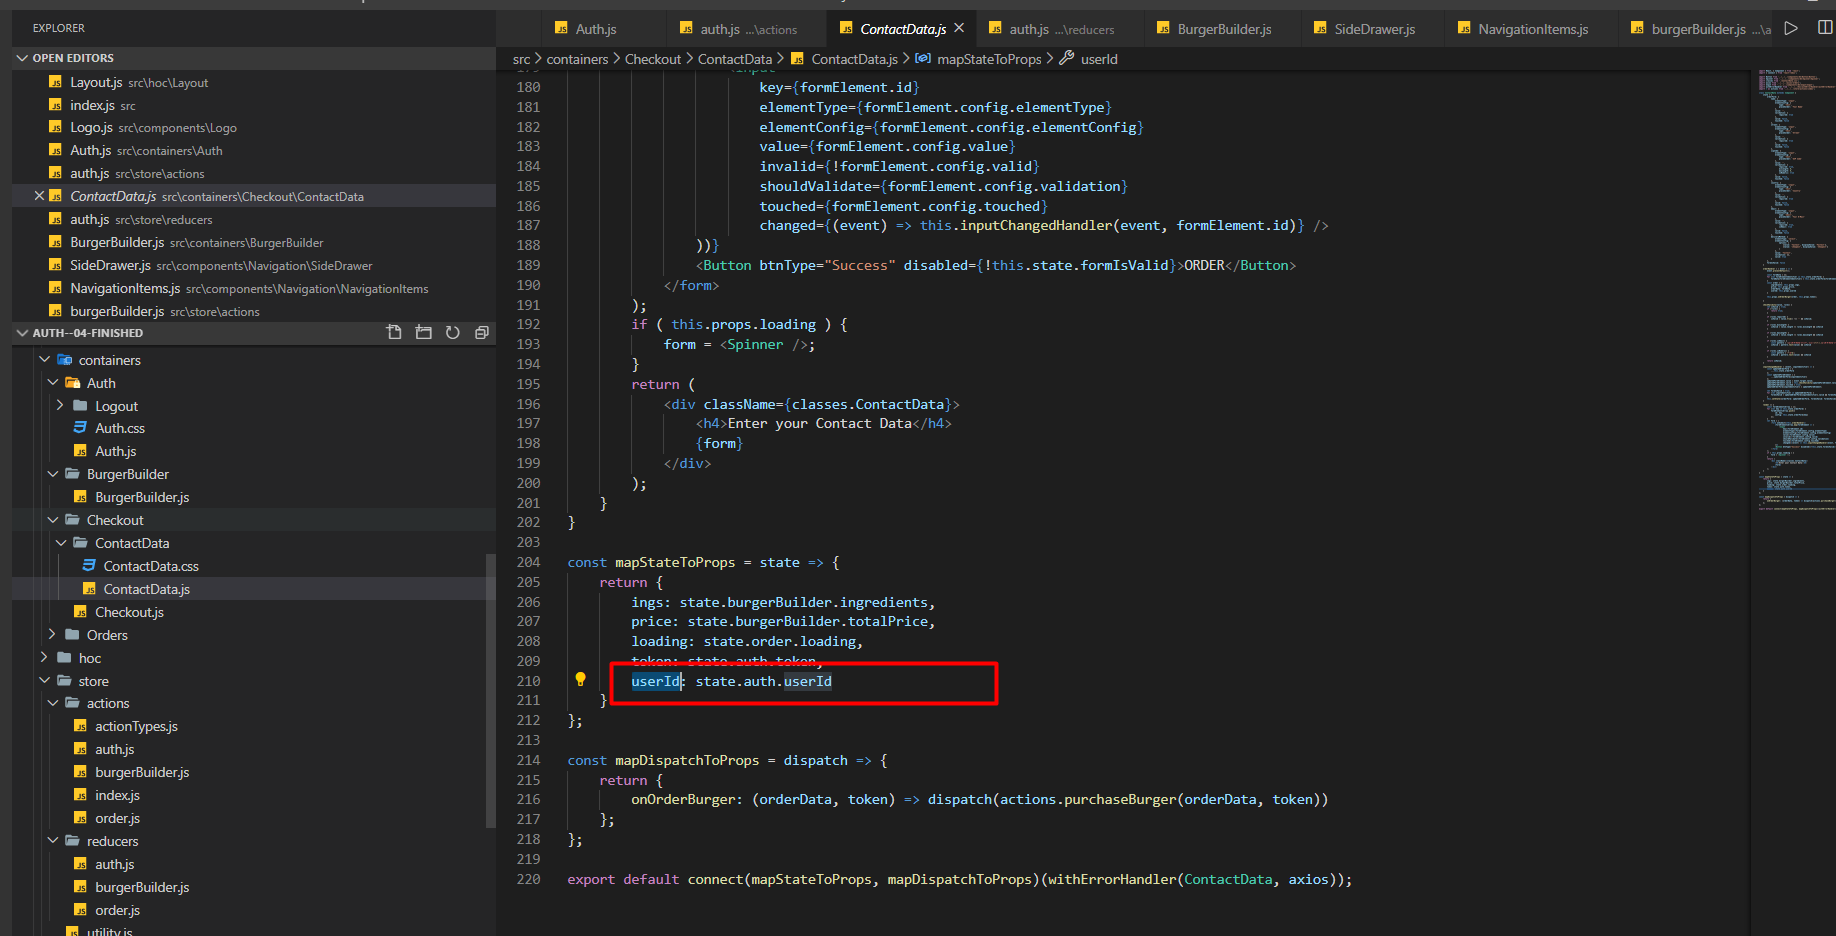 EXPLORER
OPEN EDITORS
Layout.js src\hoc\Layout
index.js src
Logo.js src\components\Logo
Auth.js src\containers\Auth
auth.js src\store\actions
ContactData.js src\containers\Checkout\ContactData
auth.js src\store\reducers
BurgerBuilder.js src\containers\BurgerBuilder
SideDrawer.js src\components\Navigation\SideDrawer
NavigationItems.js src\components\Navigation\NavigationItems
burgerBuilder.js src\store\actions
AUTH--04-FINISHED
containers
Auth
Logout
Auth.css
Auth.js
BurgerBuilder
BurgerBuilder.js
Checkout
ContactData
ContactData.css
ContactData.js
Checkout.js
Orders
hoc
store
actions
actionTypes.js
auth.js
burgerBuilder.js
index.js
order.js
reducers
auth.js
burgerBuilder.js
order.js
utility.js
Auth.js auth.js ...\actions ContactData.js auth.js ...\reducers BurgerBuilder.js SideDrawer.js NavigationItems.js burgerBuilder.js ...\a
src > containers > Checkout > ContactData > ContactData.js > mapStateToProps > userId
179 <Input
180 key={formElement.id}
181 elementType={formElement.config.elementType}
182 elementConfig={formElement.config.elementConfig}
183 value={formElement.config.value}
184 invalid={!formElement.config.valid}
185 shouldValidate={formElement.config.validation}
186 touched={formElement.config.touched}
187 changed={(event) => this.inputChangedHandler(event, formElement.id)} />
188 ))}
189 <Button btnType="Success" disabled={!this.state.formIsValid}>ORDER</Button>
190 </form>
191 );
192 if ( this.props.loading ) {
193 form = <Spinner />;
194 }
195 return (
196 <div className={classes.ContactData}>
197 <h4>Enter your Contact Data</h4>
198 {form}
199 </div>
200 );
201 }
202 }
203
204 const mapStateToProps = state => {
205 return {
206 ings: state.burgerBuilder.ingredients,
207 price: state.burgerBuilder.totalPrice,
208 loading: state.order.loading,
209 token: state.auth.token,
210 userId: state.auth.userId
211 }
212 };
213
214 const mapDispatchToProps = dispatch => {
215 return {
216 onOrderBurger: (orderData, token) => dispatch(actions.purchaseBurger(orderData, token))
217 };
218 };
219
220 export default connect(mapStateToProps, mapDispatchToProps)(withErrorHandler(ContactData, axios));